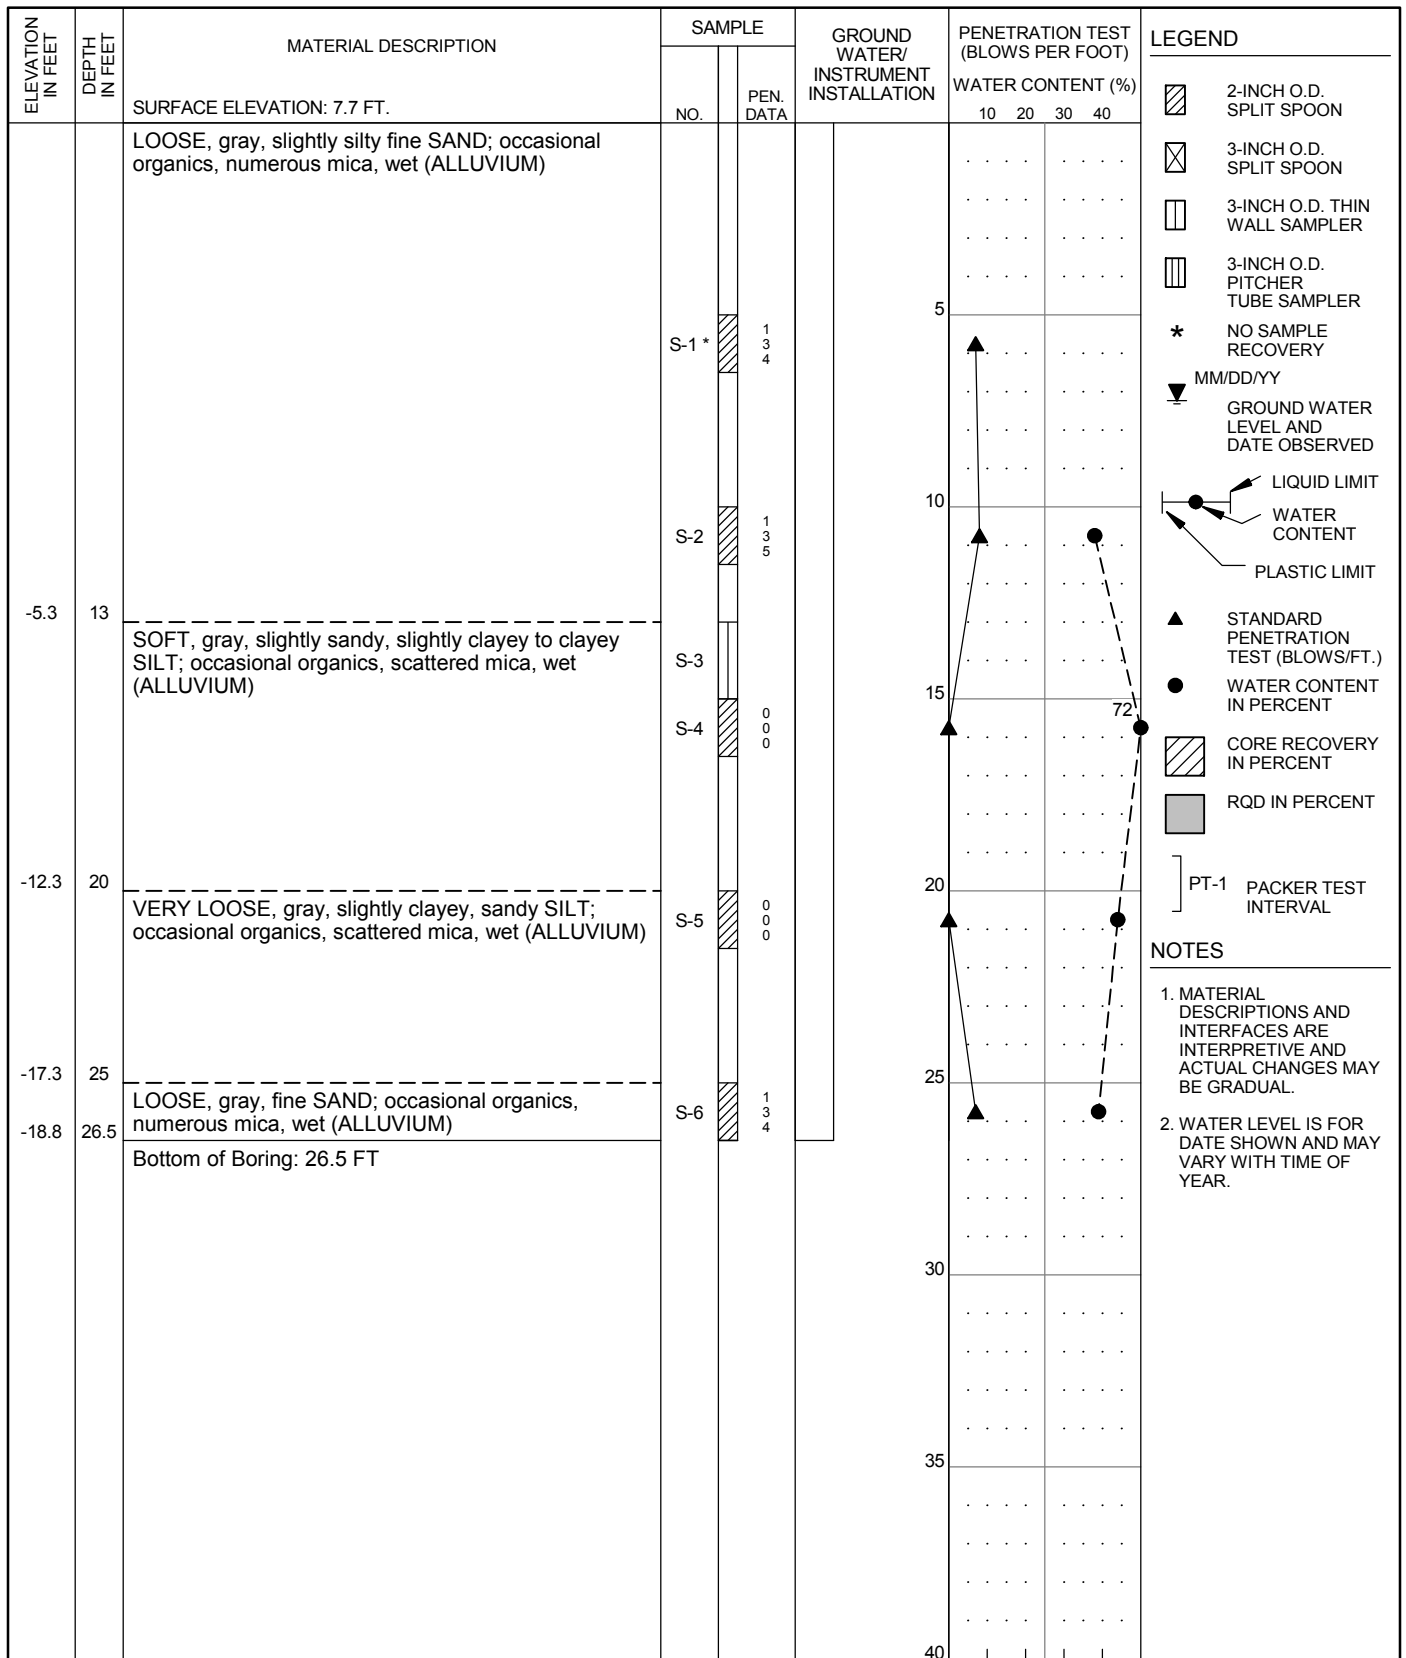 ELEVATION
IN FEET
DEPTH
IN FEET
MATERIAL DESCRIPTION
SURFACE ELEVATION: 7.7 FT.
SAMPLE
NO.
PEN.
DATA
GROUND
WATER/
INSTRUMENT
INSTALLATION
PENETRATION TEST
(BLOWS PER FOOT)
WATER CONTENT (%)
10 20 30 40
LOOSE, gray, slightly silty fine SAND; occasional
organics, numerous mica, wet (ALLUVIUM)
5
S-1 *
1
3
4
10
S-2
1
3
5
-5.3 13
SOFT, gray, slightly sandy, slightly clayey to clayey
SILT; occasional organics, scattered mica, wet
(ALLUVIUM)
S-3
15
72
S-4
0
0
0
-12.3 20
20
VERY LOOSE, gray, slightly clayey, sandy SILT;
occasional organics, scattered mica, wet (ALLUVIUM)
S-5
0
0
0
-17.3 25
25
LOOSE, gray, fine SAND; occasional organics,
numerous mica, wet (ALLUVIUM)
S-6
1
3
4
-18.8 26.5
Bottom of Boring: 26.5 FT
30
35
40
LEGEND
2-INCH O.D.
SPLIT SPOON
3-INCH O.D.
SPLIT SPOON
3-INCH O.D. THIN
WALL SAMPLER
3-INCH O.D.
PITCHER
TUBE SAMPLER
* NO SAMPLE
RECOVERY
MM/DD/YY
GROUND WATER
LEVEL AND
DATE OBSERVED
LIQUID LIMIT
WATER
CONTENT
PLASTIC LIMIT
STANDARD
PENETRATION
TEST (BLOWS/FT.)
WATER CONTENT
IN PERCENT
CORE RECOVERY
IN PERCENT
RQD IN PERCENT
PT-1 PACKER TEST
INTERVAL
NOTES
1. MATERIAL
DESCRIPTIONS AND
INTERFACES ARE
INTERPRETIVE AND
ACTUAL CHANGES MAY
BE GRADUAL.
2. WATER LEVEL IS FOR
DATE SHOWN AND MAY
VARY WITH TIME OF
YEAR.